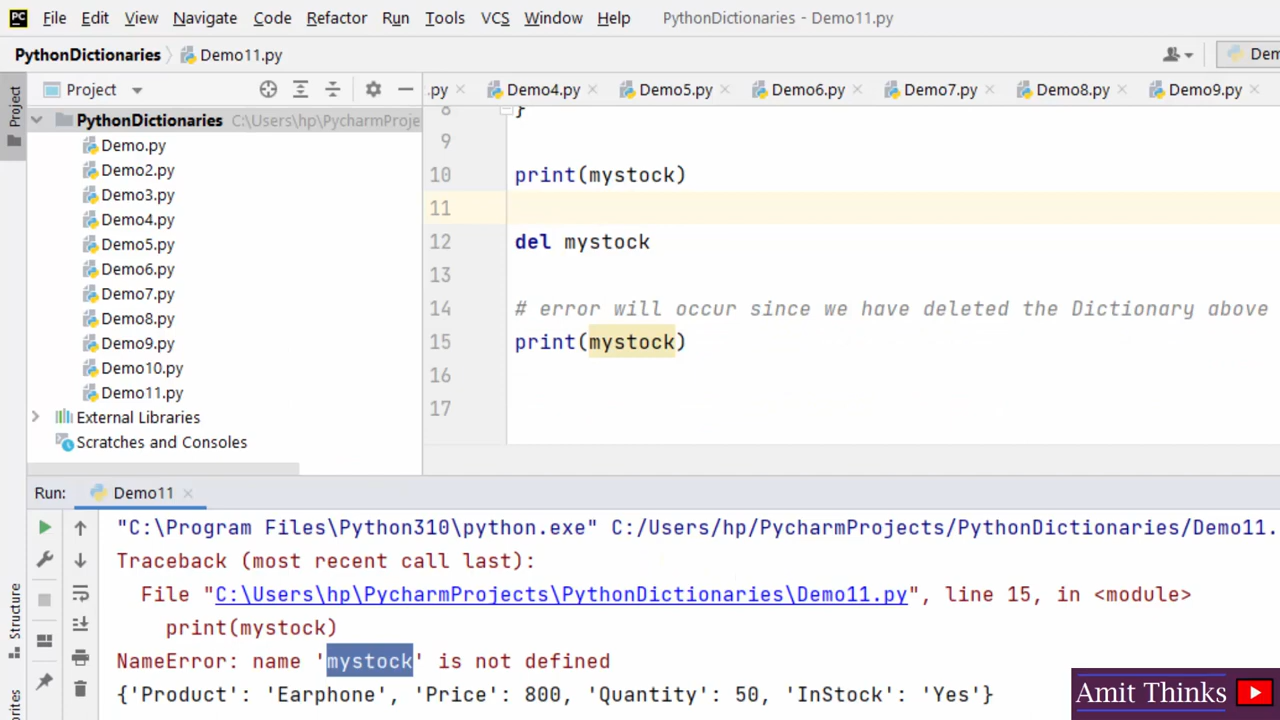 PC File Edit View Navigate Code Refactor Run Tools VCS Window Help PythonDictionaries - Demo11.py
PythonDictionaries Demo11.py Dem
Project
Project
.py Demo4.py Demo5.py Demo6.py Demo7.py Demo8.py Demo9.py
PythonDictionaries C:\Users\hp\PycharmProje
Demo.py
Demo2.py
Demo3.py
Demo4.py
Demo5.py
Demo6.py
Demo7.py
Demo8.py
Demo9.py
Demo10.py
Demo11.py
External Libraries
Scratches and Consoles
8 }
9
10 print(mystock)
11
12 del mystock
13
14 # error will occur since we have deleted the Dictionary above
15 print(mystock)
16
17
Run: Demo11
"C:\Program Files\Python310\python.exe" C:/Users/hp/PycharmProjects/PythonDictionaries/Demo11.
Traceback (most recent call last):
File "C:\Users\hp\PycharmProjects\PythonDictionaries\Demo11.py", line 15, in <module>
print(mystock)
NameError: name 'mystock' is not defined
{'Product': 'Earphone', 'Price': 800, 'Quantity': 50, 'InStock': 'Yes'}
Structure
Amit Thinks